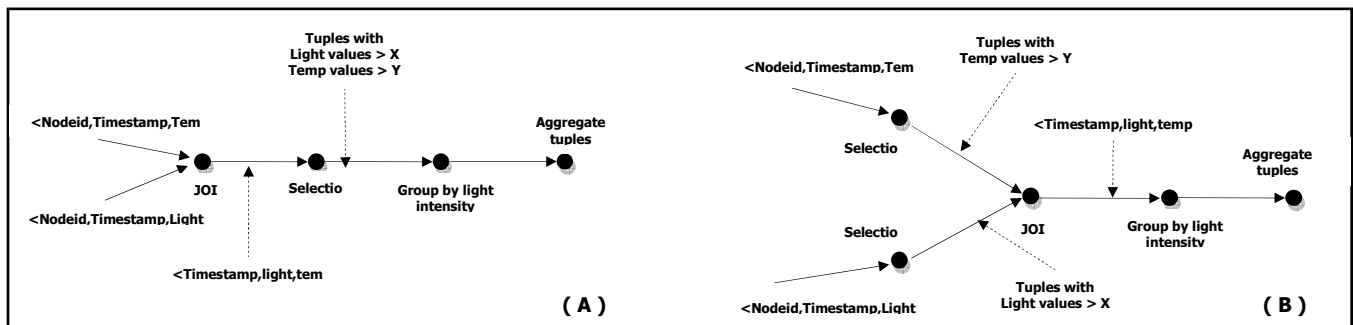 Tuples with
Light values > X
Temp values > Y
<Nodeid,Timestamp,Tem
Aggregate
tuples
JOI
Selectio
Group by light
intensity
<Nodeid,Timestamp,Light
<Timestamp,light,tem
( A )
Tuples with
Temp values > Y
<Nodeid,Timestamp,Tem
<Timestamp,light,temp
Selectio
Aggregate
tuples
Selectio
JOI
Group by light
intensity
Tuples with
Light values > X
<Nodeid,Timestamp,Light
( B )